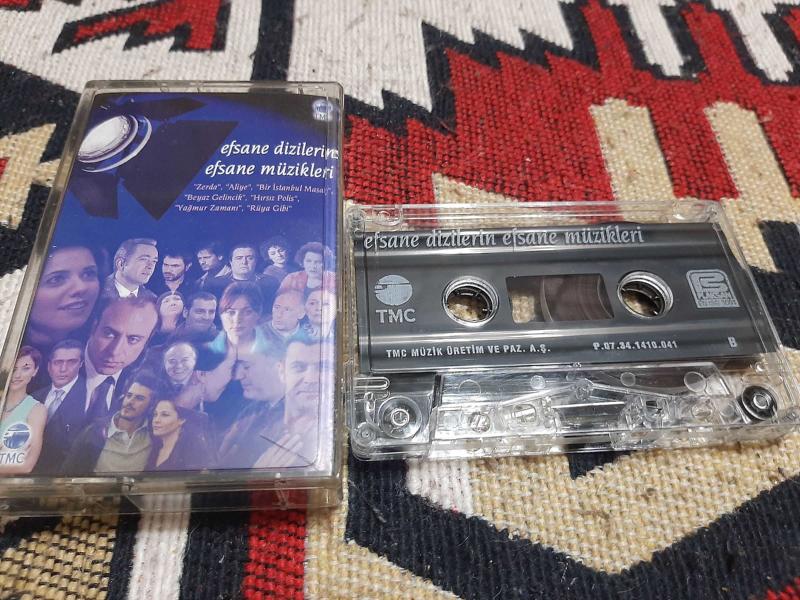 TMC
efsane dizilerin
efsane müzikleri
"Zerda", "Aliye", "Bir İstanbul Masalı",
"Beyaz Gelincik", "Hırsız Polis",
"Yağmur Zamanı", "Rüya Gibi"
TMC
efsane dizilerin efsane müzikleri
TMC
TMC MÜZİK ÜRETİM VE PAZ. A.Ş.
P.07.34.1410.041
B